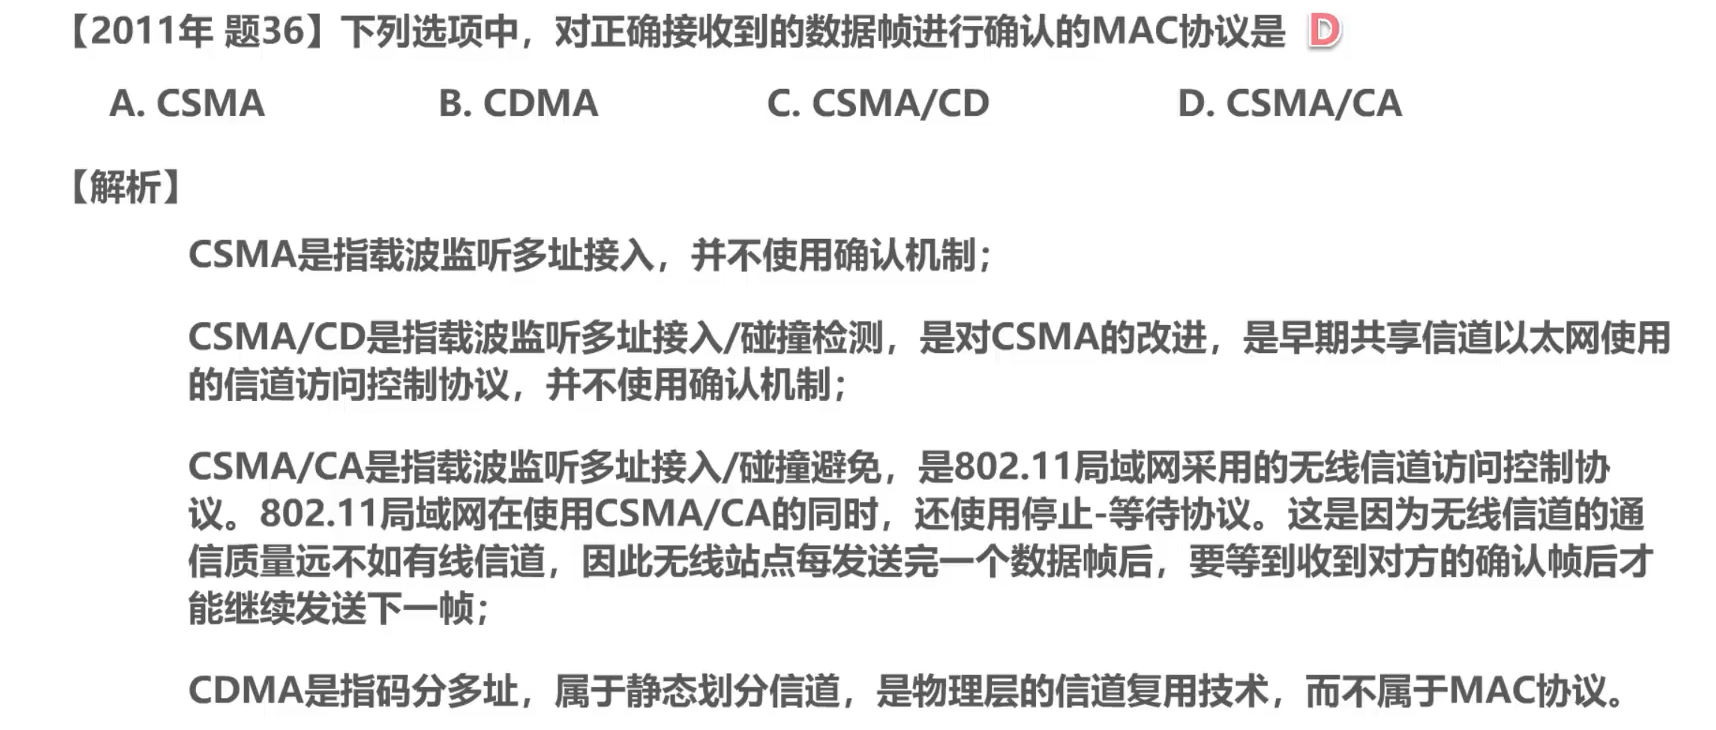 【2011年 题36】下列选项中，对正确接收到的数据帧进行确认的MAC协议是 D
A. CSMA B. CDMA C. CSMA/CD D. CSMA/CA
【解析】
CSMA是指载波监听多址接入，并不使用确认机制；
CSMA/CD是指载波监听多址接入/碰撞检测，是对CSMA的改进，是早期共享信道以太网使用
的信道访问控制协议，并不使用确认机制；
CSMA/CA是指载波监听多址接入/碰撞避免，是802.11局域网采用的无线信道访问控制协
议。802.11局域网在使用CSMA/CA的同时，还使用停止-等待协议。这是因为无线信道的通
信质量远不如有线信道，因此无线站点每发送完一个数据帧后，要等到收到对方的确认帧后才
能继续发送下一帧；
CDMA是指码分多址，属于静态划分信道，是物理层的信道复用技术，而不属于MAC协议。